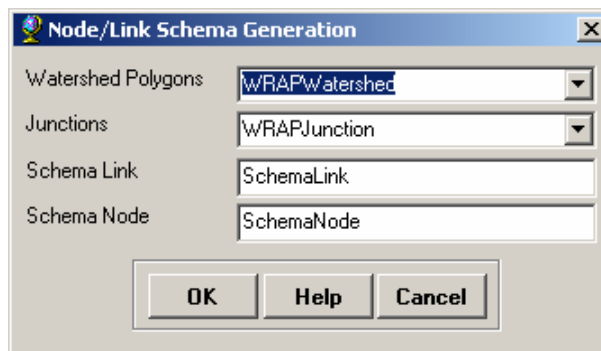 Node/Link Schema Generation
Watershed Polygons WRAPWatershed
Junctions WRAPJunction
Schema Link SchemaLink
Schema Node SchemaNode
OK Help Cancel